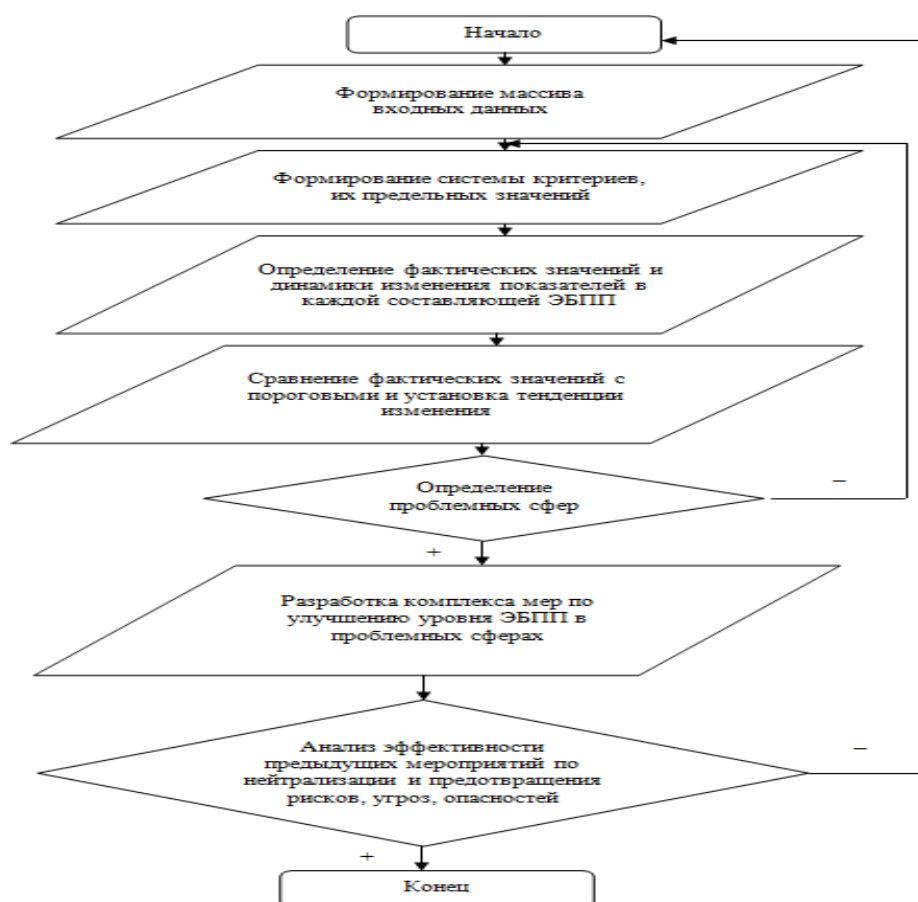 Начало
Формирование массива
входных данных
Формирование системы критериев,
их предельных значений
Определение фактических значений и
динамики изменения показателей в
каждой составляющей ЭБПП
Сравнение фактических значений с
пороговыми и установка тенденции
изменения
Определение
проблемных сфер
–
+
Разработка комплекса мер по
улучшению уровня ЭБПП в
проблемных сферах
Анализ эффективности
предыдущих мероприятий по
нейтрализации и предотвращения
рисков, угроз, опасностей
–
+
Конец